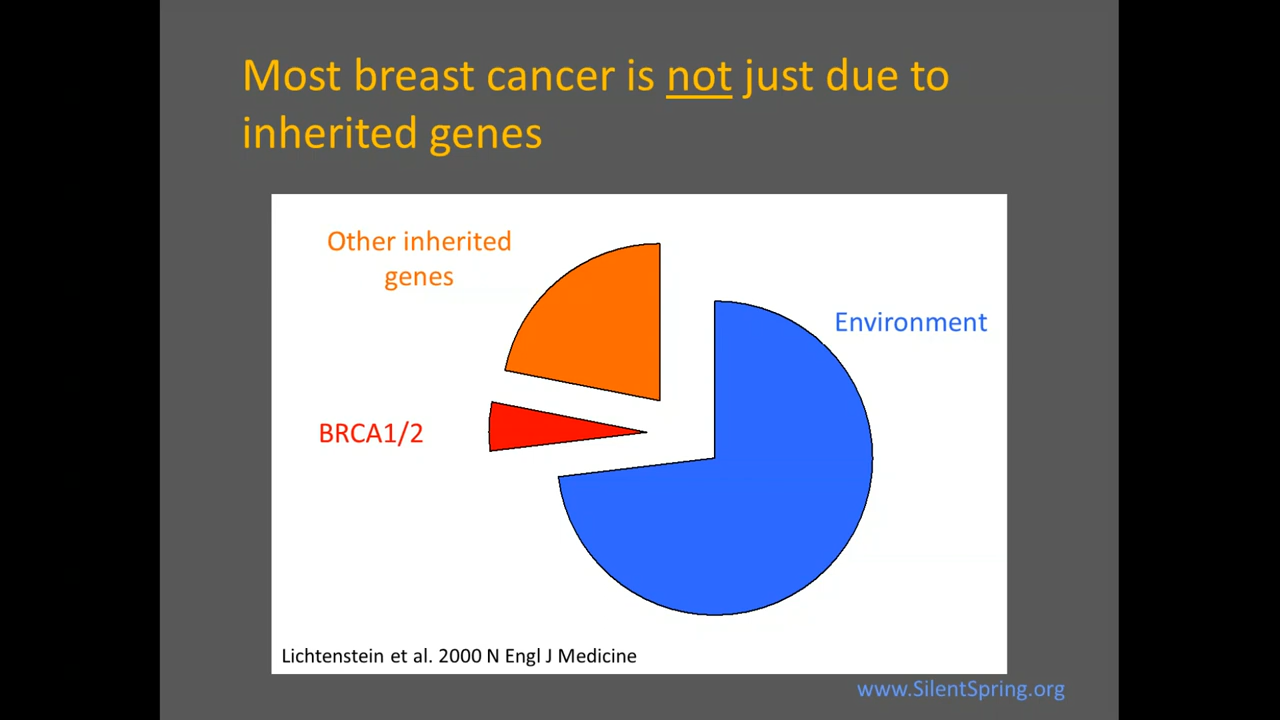 Most breast cancer is not just due to
inherited genes
Other inherited
genes
Environment
BRCA1/2
Lichtenstein et al. 2000 N Engl J Medicine
www.SilentSpring.org